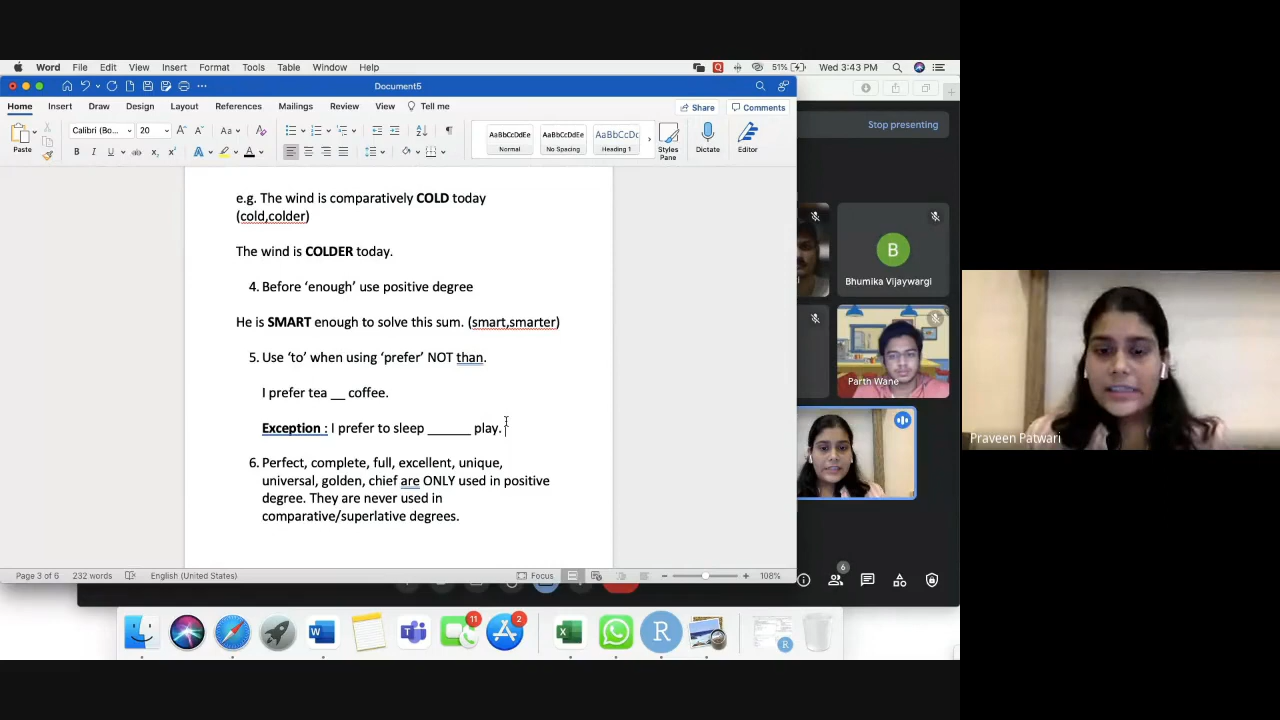 Word File Edit View Insert Format Tools Table Window Help
51% Wed 3:43 PM
Document5
Home Insert Draw Design Layout References Mailings Review View Tell me
Share Comments
Stop presenting
Calibri (Bo... 20
Paste
AaBbCcDdEe AaBbCcDdEe AaBbCcDc
Normal No Spacing Heading 1
Styles Pane
Dictate
Editor
e.g. The wind is comparatively COLD today
(cold,colder)
The wind is COLDER today.
4. Before ‘enough’ use positive degree
He is SMART enough to solve this sum. (smart,smarter)
5. Use ‘to’ when using ‘prefer’ NOT than.
I prefer tea __ coffee.
Exception : I prefer to sleep ______ play.
6. Perfect, complete, full, excellent, unique,
universal, golden, chief are ONLY used in positive
degree. They are never used in
comparative/superlative degrees.
B
Bhumika Vijaywargi
Parth Wane
Praveen Patwari
Page 3 of 6 232 words English (United States)
Focus
108%
6
11
2